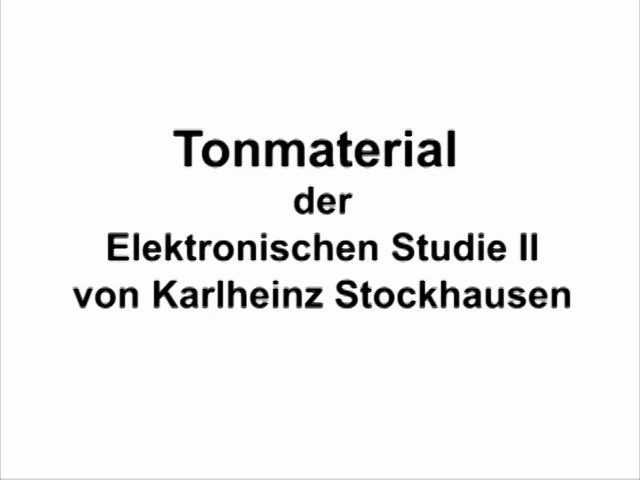 Tonmaterial
der
Elektronischen Studie II
von Karlheinz Stockhausen